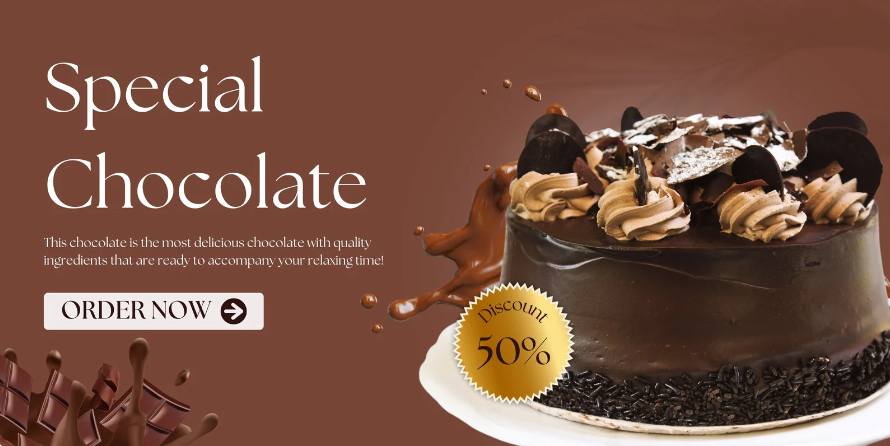 Special
Chocolate
This chocolate is the most delicious chocolate with quality
ingredients that are ready to accompany your relaxing time!
ORDER NOW
Discount
50%